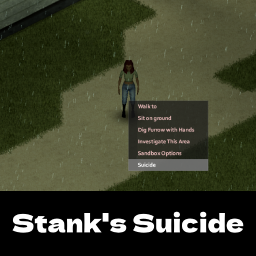 Walk to
Sit on ground
Dig Furrow with Hands
Investigate This Area
Sandbox Options
Suicide
Stank's Suicide